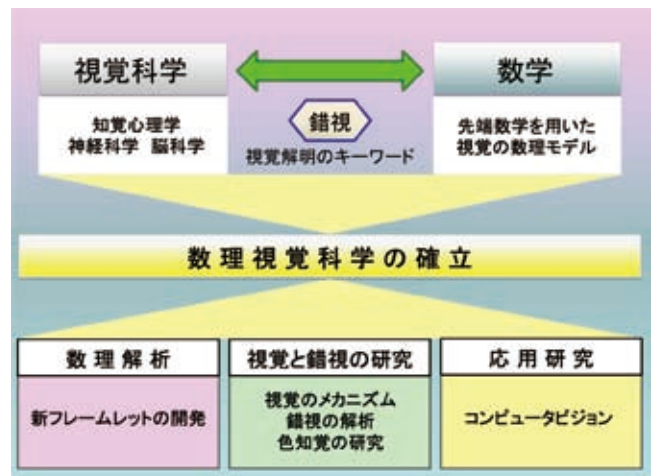 視覚科学
数学
知覚心理学
神経科学 脳科学
錯視
視覚解明のキーワード
先端数学を用いた
視覚の数理モデル
数理視覚科学の確立
数理解析
視覚と錯視の研究
応用研究
新フレームレットの開発
視覚のメカニズム
錯視の解析
色知覚の研究
コンピュータビジョン